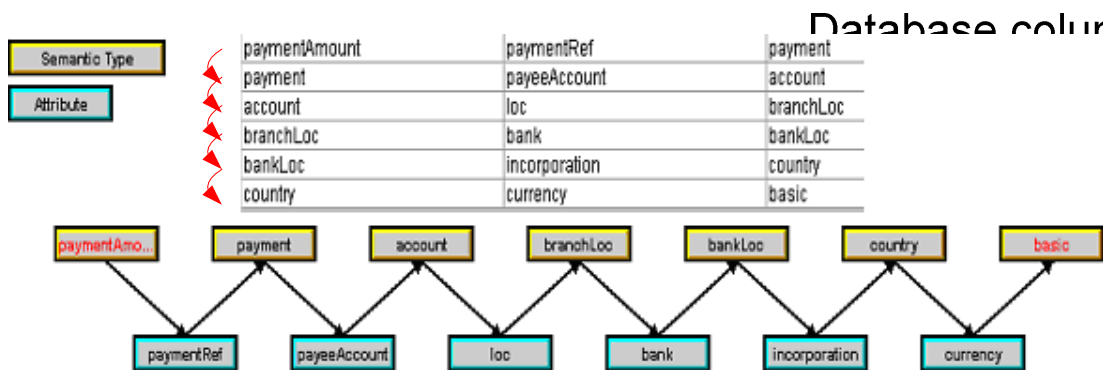 Database colum
Semantic Type
Attribute
paymentAmount paymentRef payment
payment payeeAccount account
account loc branchLoc
branchLoc bank bankLoc
bankLoc incorporation country
country currency basic
paymentAmo... payment account branchLoc bankLoc country basic
paymentRef payeeAccount loc bank incorporation currency